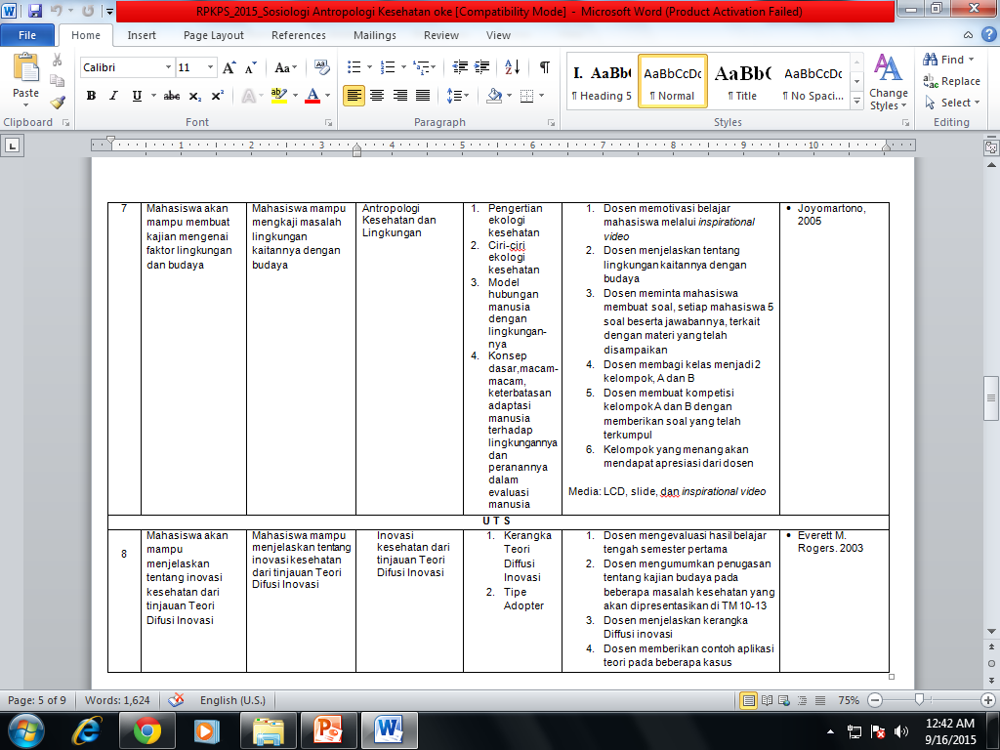 RPKPS_2015_Sosiologi Antropologi Kesehatan oke [Compatibility Mode] - Microsoft Word (Product Activation Failed)
File Home Insert Page Layout References Mailings Review View
Paste
Clipboard
Calibri 11
Font
Paragraph
I. AaBb( AaBbCcDc AaBb( AaBbCcDc
¶ Heading 5 ¶ Normal ¶ Title ¶ No Spaci...
Change Styles
Styles
Find
Replace
Select
Editing
1 2 3 4 5 6 7 8 9 10
7
Mahasiswa akan
mampu membuat
kajian mengenai
faktor lingkungan
dan budaya
Mahasiswa mampu
mengkaji masalah
lingkungan
kaitannya dengan
budaya
Antropologi
Kesehatan dan
Lingkungan
1. Pengertian
ekologi
kesehatan
2. Ciri-ciri
ekologi
kesehatan
3. Model
hubungan
manusia
dengan
lingkungan-
nya
4. Konsep
dasar,macam-
macam,
keterbatasan
adaptasi
manusia
terhadap
lingkungannya
dan
peranannya
dalam
evaluasi
manusia
1. Dosen memotivasi belajar
mahasiswa melalui inspirational
video
2. Dosen menjelaskan tentang
lingkungan kaitannya dengan
budaya
3. Dosen meminta mahasiswa
membuat soal, setiap mahasiswa 5
soal beserta jawabannya, terkait
dengan materi yang telah
disampaikan
4. Dosen membagi kelas menjadi 2
kelompok, A dan B
5. Dosen membuat kompetisi
kelompok A dan B dengan
memberikan soal yang telah
terkumpul
6. Kelompok yang menang akan
mendapat apresiasi dari dosen
Media: LCD, slide, dan inspirational video
• Joyomartono,
2005
U T S
8
Mahasiswa akan
mampu
menjelaskan
tentang inovasi
kesehatan dari
tinjauan Teori
Difusi Inovasi
Mahasiswa mampu
menjelaskan tentang
inovasi kesehatan
dari tinjauan Teori
Difusi Inovasi
Inovasi
kesehatan dari
tinjauan Teori
Difusi Inovasi
1. Kerangka
Teori
Diffusi
Inovasi
2. Tipe
Adopter
1. Dosen mengevaluasi hasil belajar
tengah semester pertama
2. Dosen mengumumkan penugasan
tentang kajian budaya pada
beberapa masalah kesehatan yang
akan dipresentasikan di TM 10-13
3. Dosen menjelaskan kerangka
Diffusi inovasi
4. Dosen memberikan contoh aplikasi
teori pada beberapa kasus
• Everett M.
Rogers. 2003
Page: 5 of 9 Words: 1,624 English (U.S.) 75%
12:42 AM
9/16/2015